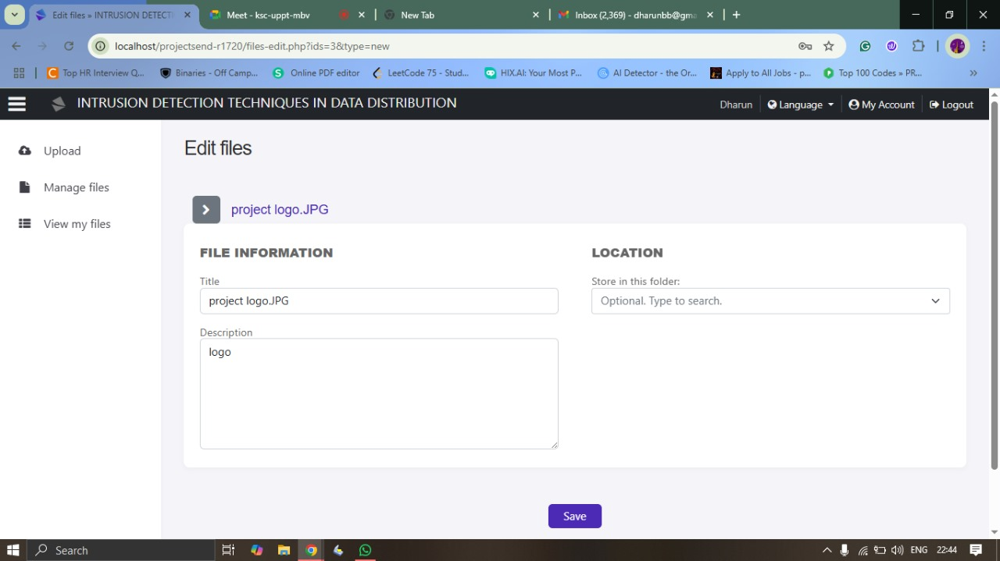 Edit files » INTRUSION DETECTI
Meet - ksc-uppt-mbv
New Tab
Inbox (2,369) - dharunbb@gma
localhost/projectsend-r1720/files-edit.php?ids=3&type=new
Top HR Interview Q...
Binaries - Off Camp...
Online PDF editor
LeetCode 75 - Stud...
HIX.AI: Your Most P...
AI Detector - the Or...
Apply to All Jobs - p...
Top 100 Codes » PR...
INTRUSION DETECTION TECHNIQUES IN DATA DISTRIBUTION
Dharun
Language
My Account
Logout
Upload
Manage files
View my files
Edit files
project logo.JPG
FILE INFORMATION
Title
project logo.JPG
Description
logo
LOCATION
Store in this folder:
Optional. Type to search.
Save
Search
ENG
22:44